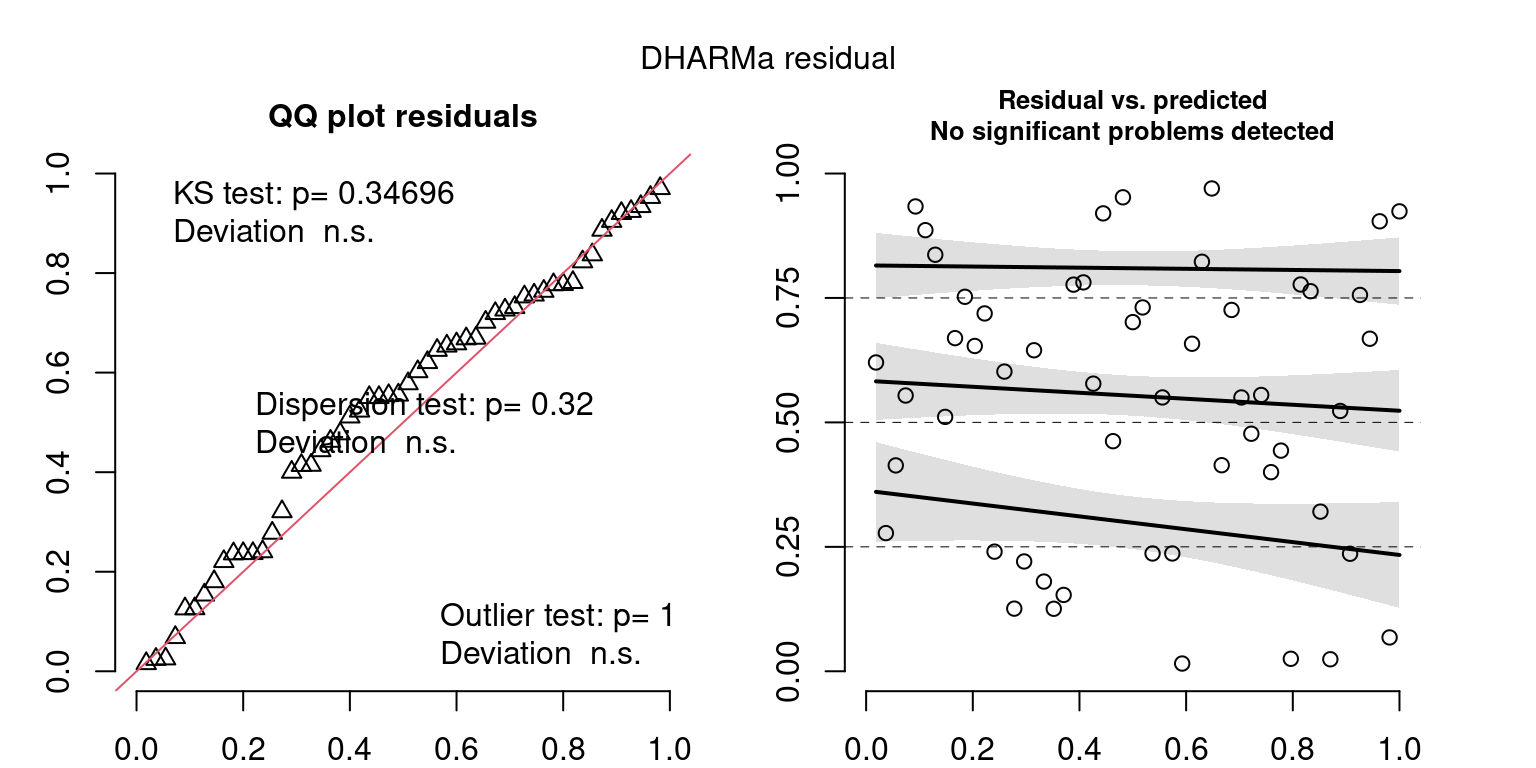 DHARMa residual
QQ plot residuals
KS test: p= 0.34696
Deviation  n.s.
Dispersion test: p= 0.32
Deviation  n.s.
Outlier test: p= 1
Deviation  n.s.
1.0
0.8
0.6
0.4
0.2
0.0
0.0 0.2 0.4 0.6 0.8 1.0
Residual vs. predicted
No significant problems detected
1.00
0.75
0.50
0.25
0.00
0.0 0.2 0.4 0.6 0.8 1.0